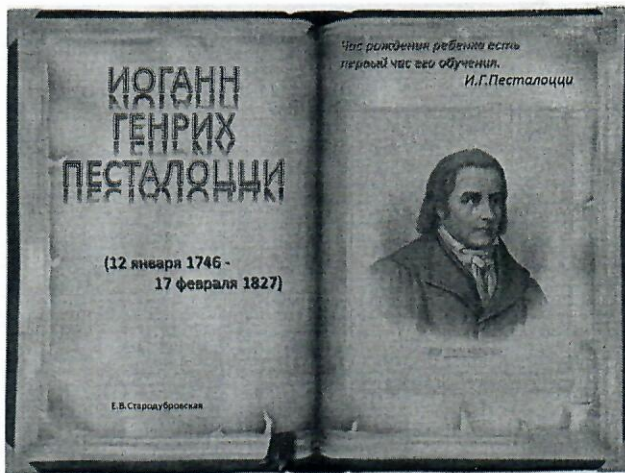 ИОГАНН
ГЕНРИХ
ПЕСТАЛОЦЦИ
(12 января 1746 -
17 февраля 1827)
Е.В.Стародубровская
Час рождения ребенка есть
первый час его обучения.
И.Г.Песталоцци